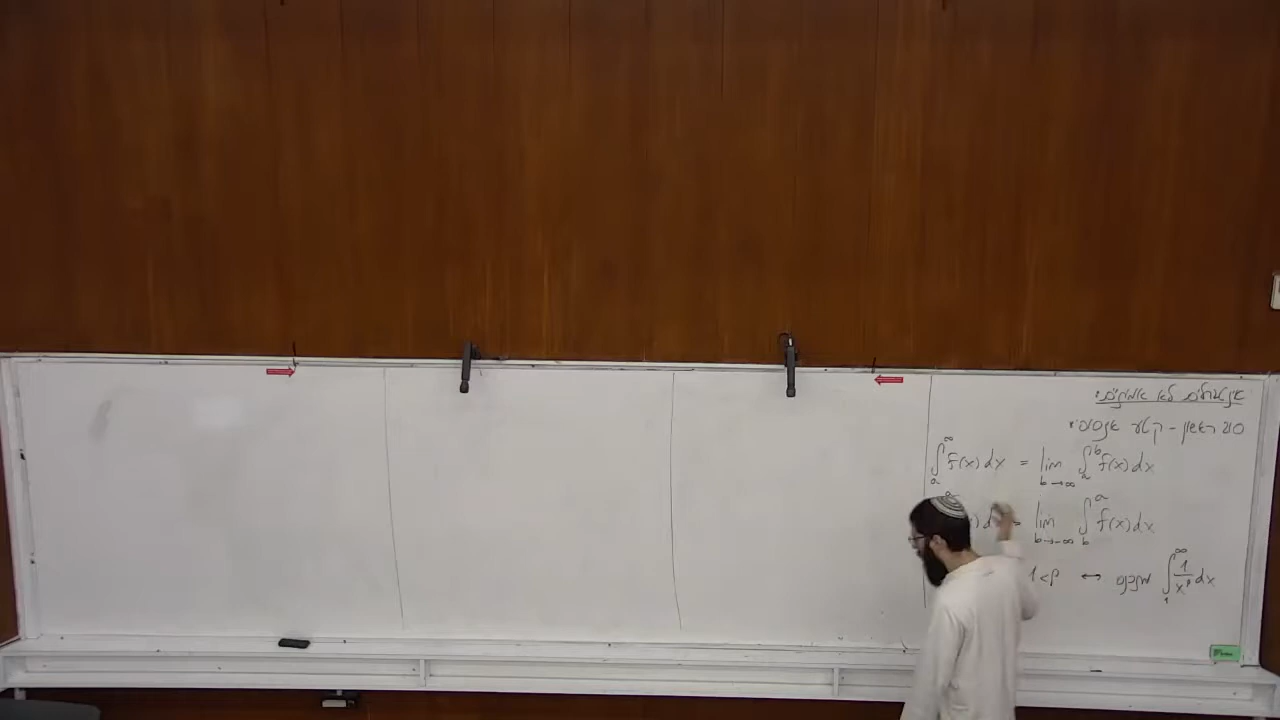 אינטגרלים לא אמיתיים:
סוג ראשון - קטע אינסופי
∫_a^∞ f(x)dx = lim_{b→∞} ∫_a^b f(x)dx
lim_{b→-∞} ∫_b^a f(x)dx
∫_1^∞ 1/x^p dx מתכנס ↔ 1<p